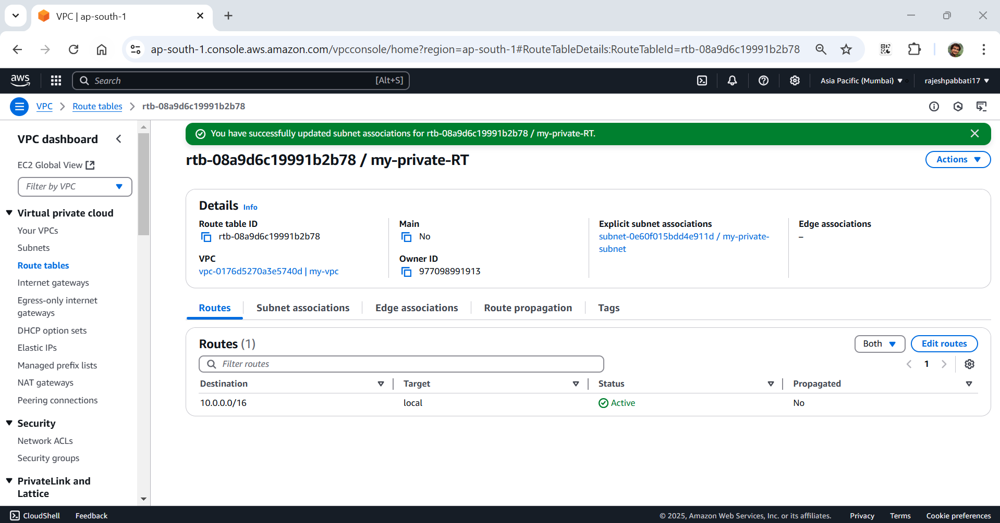 VPC | ap-south-1
ap-south-1.console.aws.amazon.com/vpcconsole/home?region=ap-south-1#RouteTableDetails:RouteTableId=rtb-08a9d6c19991b2b78
aws
Search
[Alt+S]
Asia Pacific (Mumbai)
rajeshpabbati17
VPC
Route tables
rtb-08a9d6c19991b2b78
VPC dashboard
EC2 Global View
Filter by VPC
Virtual private cloud
Your VPCs
Subnets
Route tables
Internet gateways
Egress-only internet
gateways
DHCP option sets
Elastic IPs
Managed prefix lists
NAT gateways
Peering connections
Security
Network ACLs
Security groups
PrivateLink and
Lattice
You have successfully updated subnet associations for rtb-08a9d6c19991b2b78 / my-private-RT.
rtb-08a9d6c19991b2b78 / my-private-RT
Actions
Details Info
Route table ID
rtb-08a9d6c19991b2b78
VPC
vpc-0176d5270a3e5740d | my-vpc
Main
No
Owner ID
977098991913
Explicit subnet associations
subnet-0e60f015bdd4e911d / my-private-
subnet
Edge associations
–
Routes
Subnet associations
Edge associations
Route propagation
Tags
Routes (1)
Both
Edit routes
Filter routes
1
Destination Target Status Propagated
10.0.0.0/16 local Active No
CloudShell
Feedback
© 2025, Amazon Web Services, Inc. or its affiliates.
Privacy
Terms
Cookie preferences